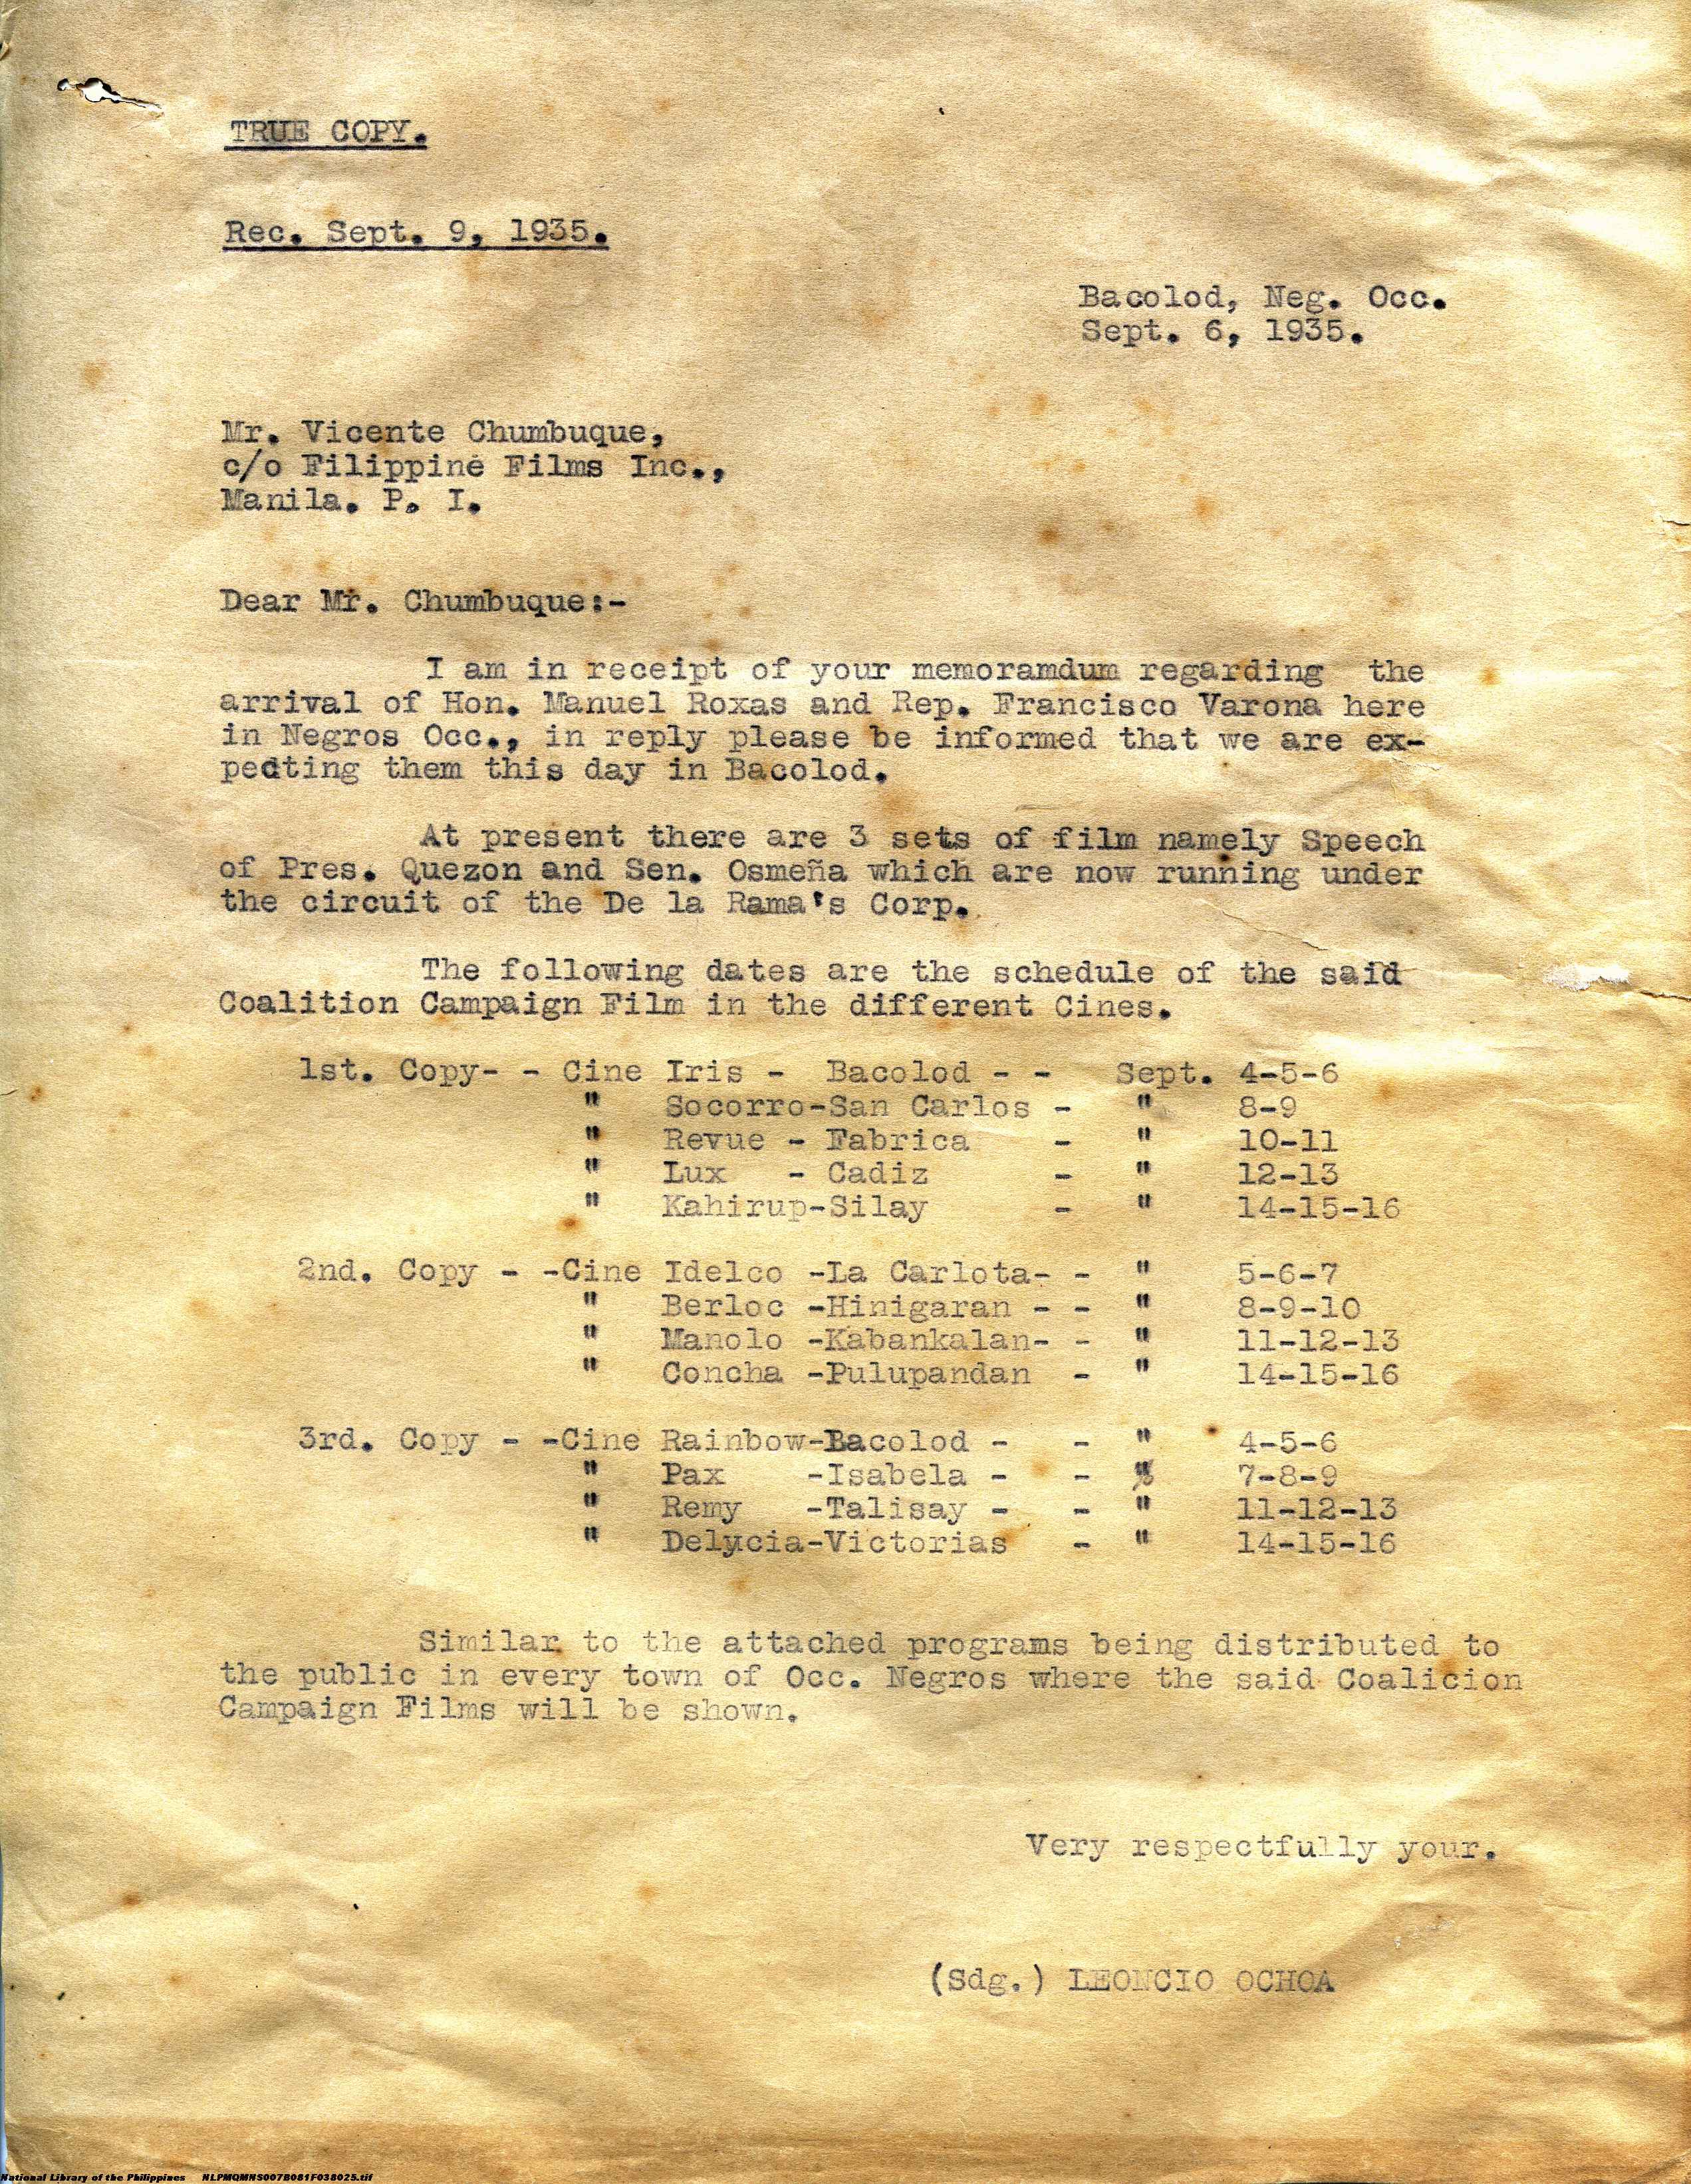 TRUE COPY.
Rec. Sept. 9, 1935.
Bacolod, Neg. Occ.
Sept. 6, 1935.
Mr. Vicente Chumbuque,
c/o Filippine Films Inc.,
Manila. P. I.
Dear Mr. Chumbuque:-
I am in receipt of your memoramdum regarding the
arrival of Hon. Manuel Roxas and Rep. Francisco Varona here
in Negros Occ., in reply please be informed that we are ex-
pedting them this day in Bacolod.
At present there are 3 sets of film namely Speech
of Pres. Quezon and Sen. Osmeña which are now running under
the circuit of the De la Rama's Corp.
The following dates are the schedule of the said
Coalition Campaign Film in the different Cines.
1st. Copy- - Cine Iris - Bacolod - - Sept. 4-5-6
" Socorro-San Carlos - " 8-9
" Revue - Fabrica - " 10-11
" Lux - Cadiz - " 12-13
" Kahirup-Silay - " 14-15-16
2nd. Copy - -Cine Idelco -La Carlota- - " 5-6-7
" Berloc -Hinigaran - - " 8-9-10
" Manolo -Kabankalan- - " 11-12-13
" Concha -Pulupandan - " 14-15-16
3rd. Copy - -Cine Rainbow-Bacolod - - " 4-5-6
" Pax -Isabela - - " 7-8-9
" Remy -Talisay - - " 11-12-13
" Delycia-Victorias - " 14-15-16
Similar to the attached programs being distributed to
the public in every town of Occ. Negros where the said Coalicion
Campaign Films will be shown.
Very respectfully your.
(Sdg.) LEONCIO OCHOA
National Library of the Philippines NLPMQMNS007B081F038025.tif